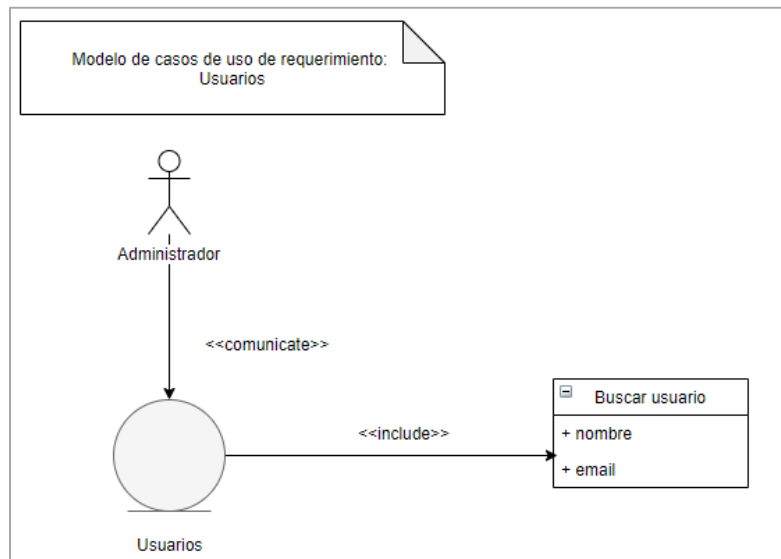 Modelo de casos de uso de requerimiento:
Usuarios
Administrador
<<comunicate>>
<<include>>
Buscar usuario
+ nombre
+ email
Usuarios